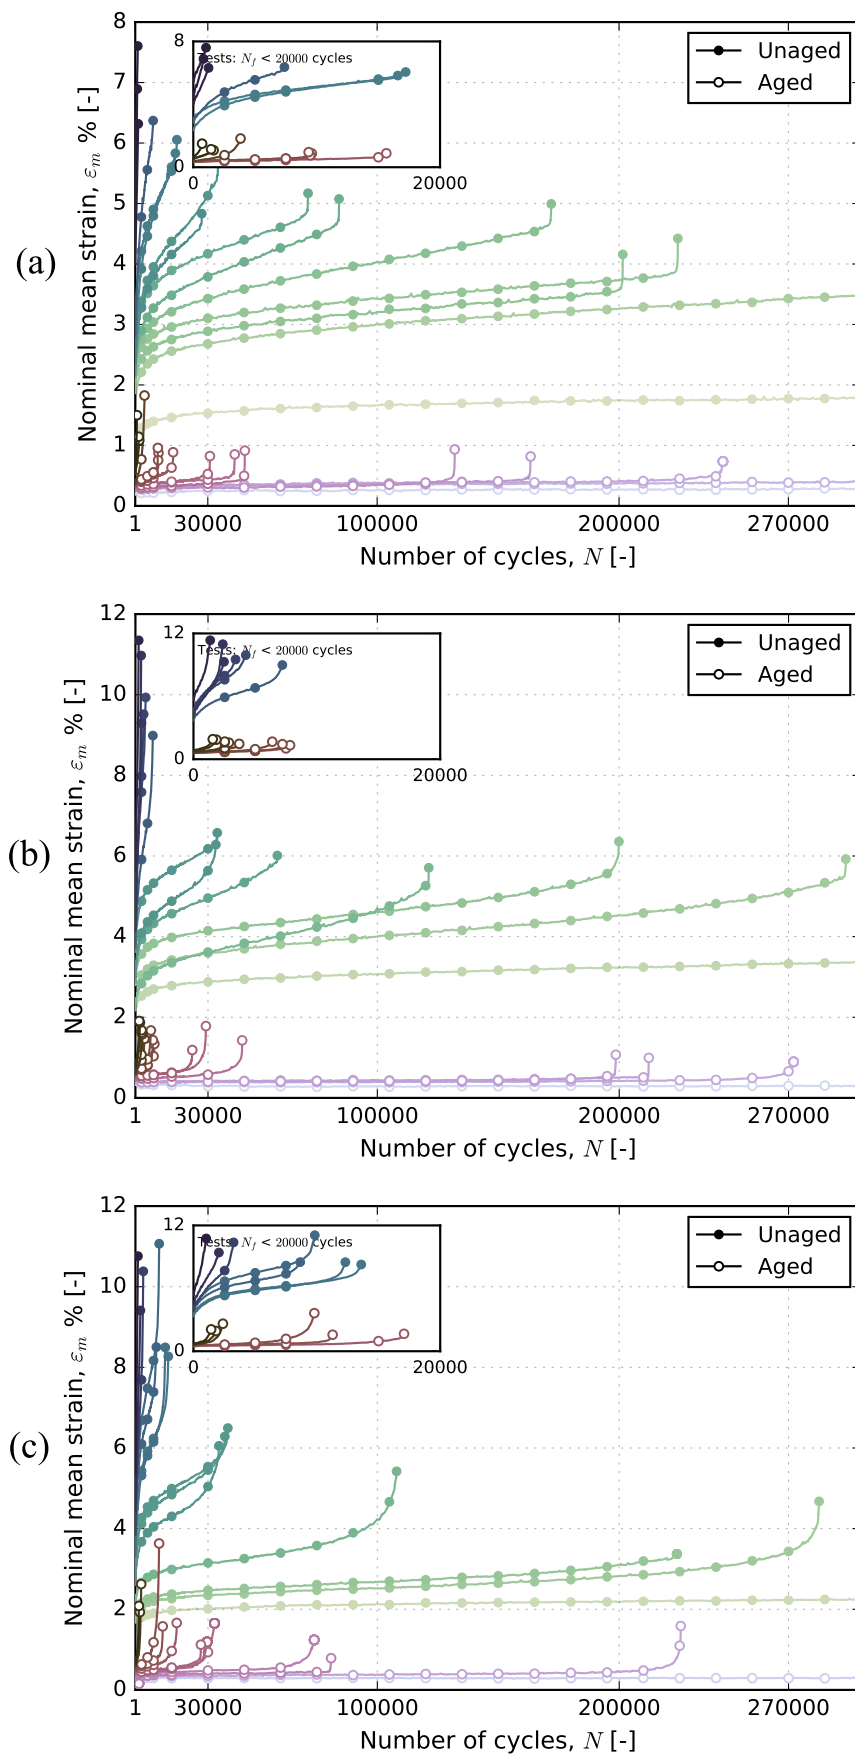 (a)
Nominal mean strain, εm % [-]
8
7
6
5
4
3
2
1
0
8
0
Tests: Nf < 20000 cycles
0 20000
Unaged
Aged
1 30000 100000 200000 270000
Number of cycles, N [-]
(b)
Nominal mean strain, εm % [-]
12
10
8
6
4
2
0
12
0
Tests: Nf < 20000 cycles
0 20000
Unaged
Aged
1 30000 100000 200000 270000
Number of cycles, N [-]
(c)
Nominal mean strain, εm % [-]
12
10
8
6
4
2
0
12
0
Tests: Nf < 20000 cycles
0 20000
Unaged
Aged
1 30000 100000 200000 270000
Number of cycles, N [-]